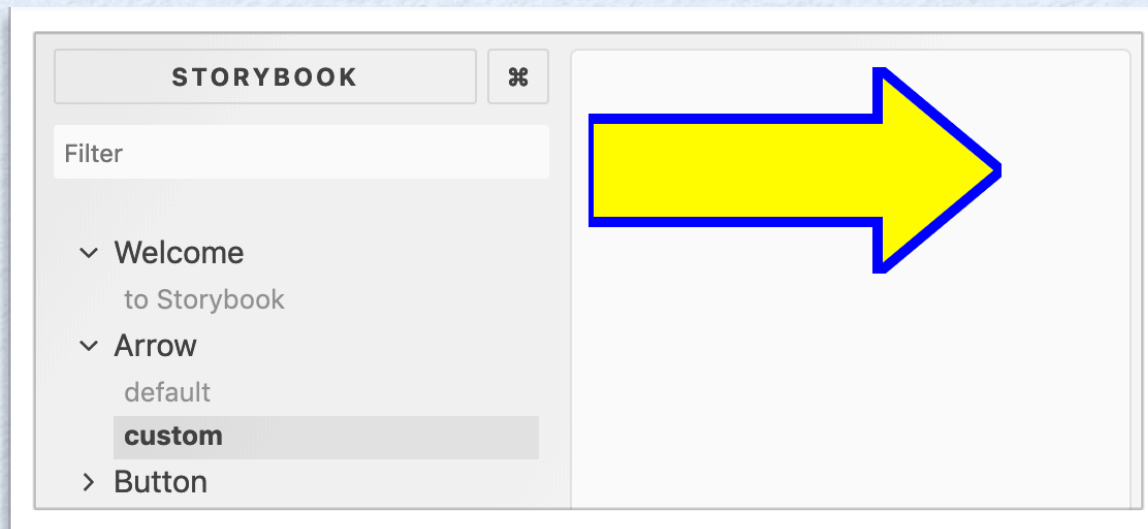 STORYBOOK ⌘
Filter
Welcome
to Storybook
Arrow
default
custom
Button